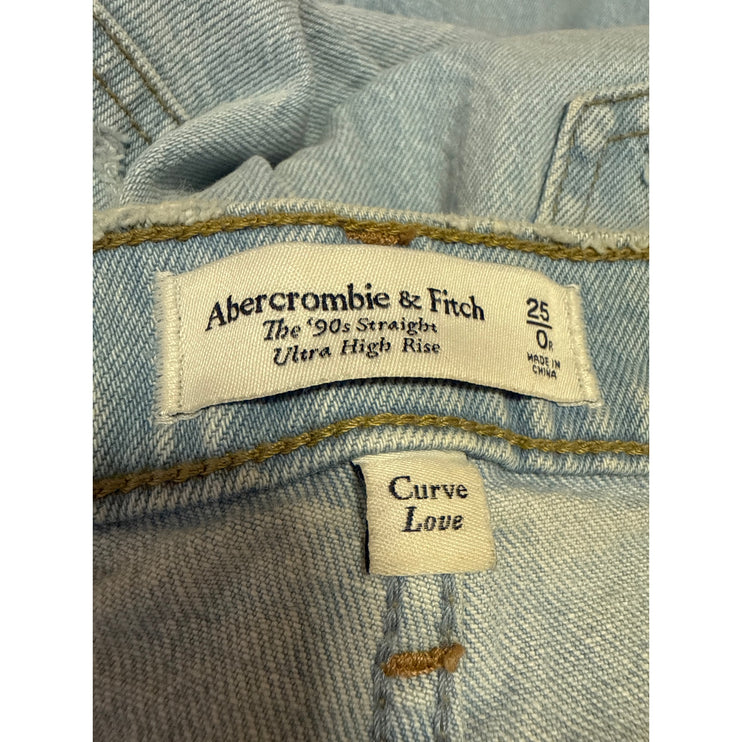 Abercrombie & Fitch
The '90s Straight
Ultra High Rise
25
0R
MADE IN
CHINA
Curve
Love